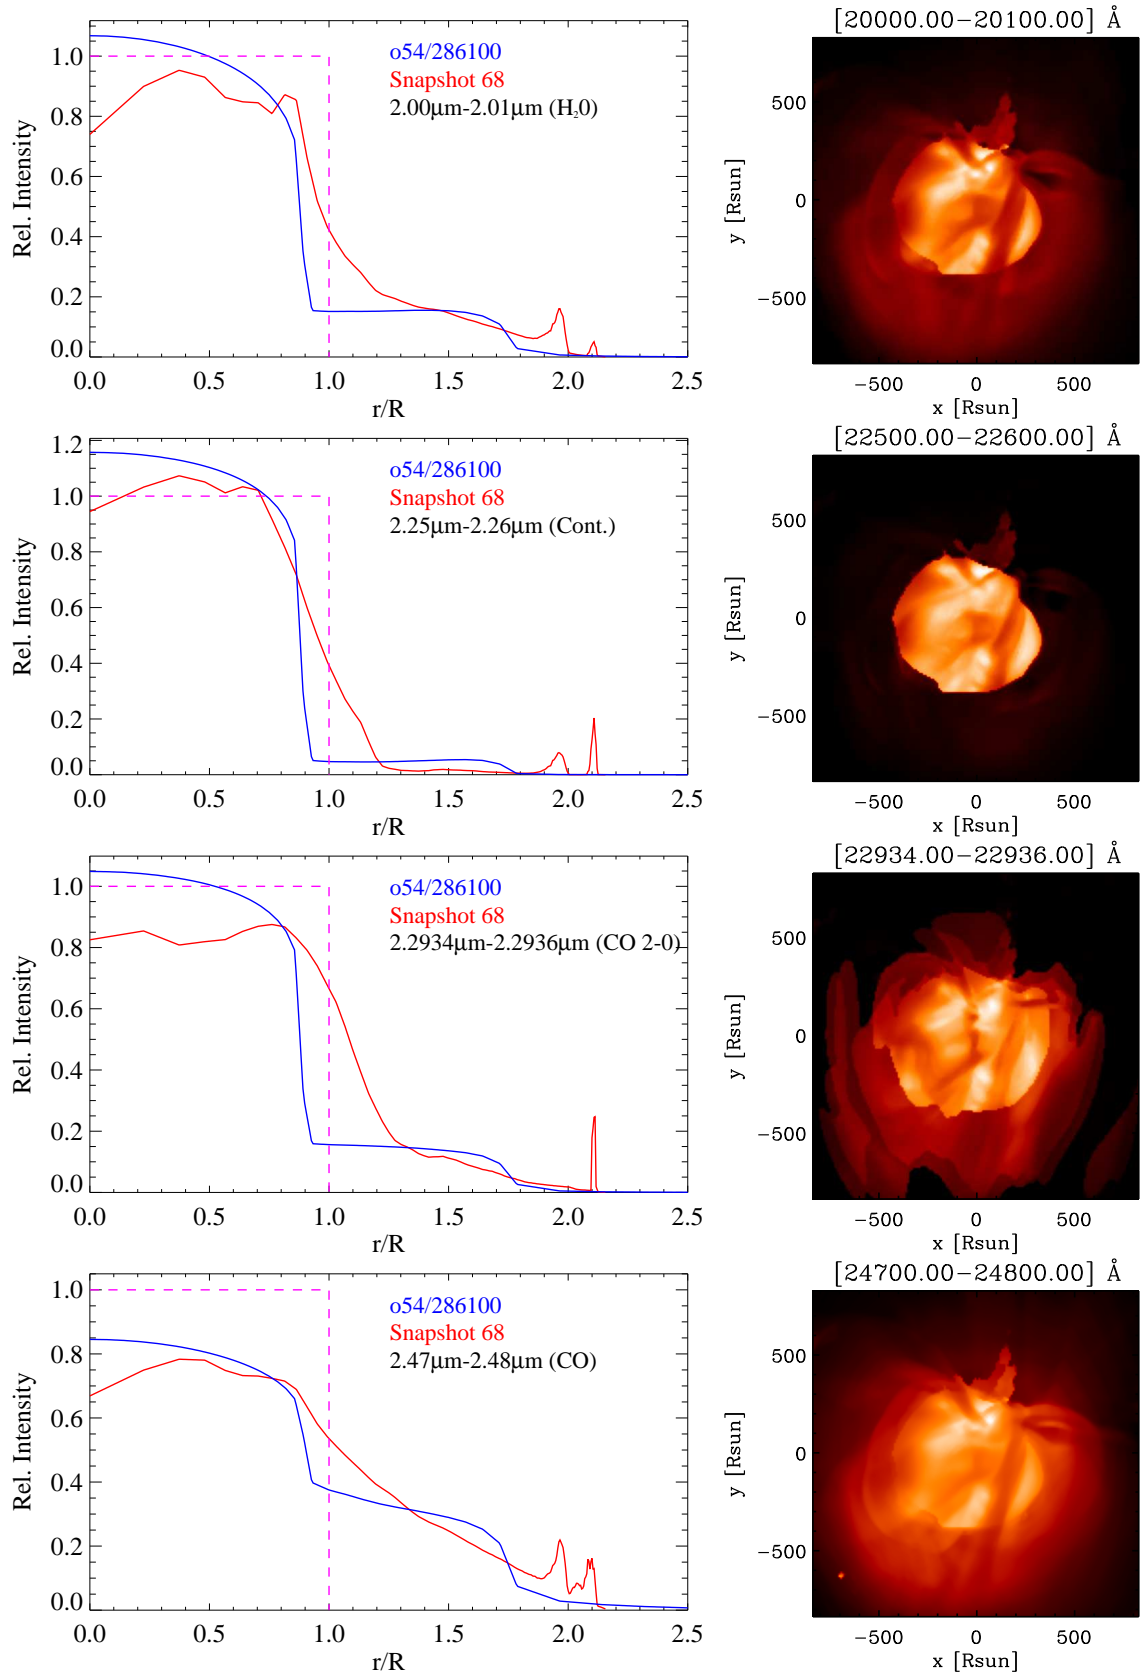 o54/286100
Snapshot 68
2.00μm-2.01μm (H₂0)
Rel. Intensity
1.0
0.8
0.6
0.4
0.2
0.0
0.0 0.5 1.0 1.5 2.0 2.5
r/R
[20000.00-20100.00] Å
y [Rsun]
500
0
-500
-500 0 500
x [Rsun]
o54/286100
Snapshot 68
2.25μm-2.26μm (Cont.)
Rel. Intensity
1.2
1.0
0.8
0.6
0.4
0.2
0.0
0.0 0.5 1.0 1.5 2.0 2.5
r/R
[22500.00-22600.00] Å
y [Rsun]
500
0
-500
-500 0 500
x [Rsun]
o54/286100
Snapshot 68
2.2934μm-2.2936μm (CO 2-0)
Rel. Intensity
1.0
0.8
0.6
0.4
0.2
0.0
0.0 0.5 1.0 1.5 2.0 2.5
r/R
[22934.00-22936.00] Å
y [Rsun]
500
0
-500
-500 0 500
x [Rsun]
o54/286100
Snapshot 68
2.47μm-2.48μm (CO)
Rel. Intensity
1.0
0.8
0.6
0.4
0.2
0.0
0.0 0.5 1.0 1.5 2.0 2.5
r/R
[24700.00-24800.00] Å
y [Rsun]
500
0
-500
-500 0 500
x [Rsun]